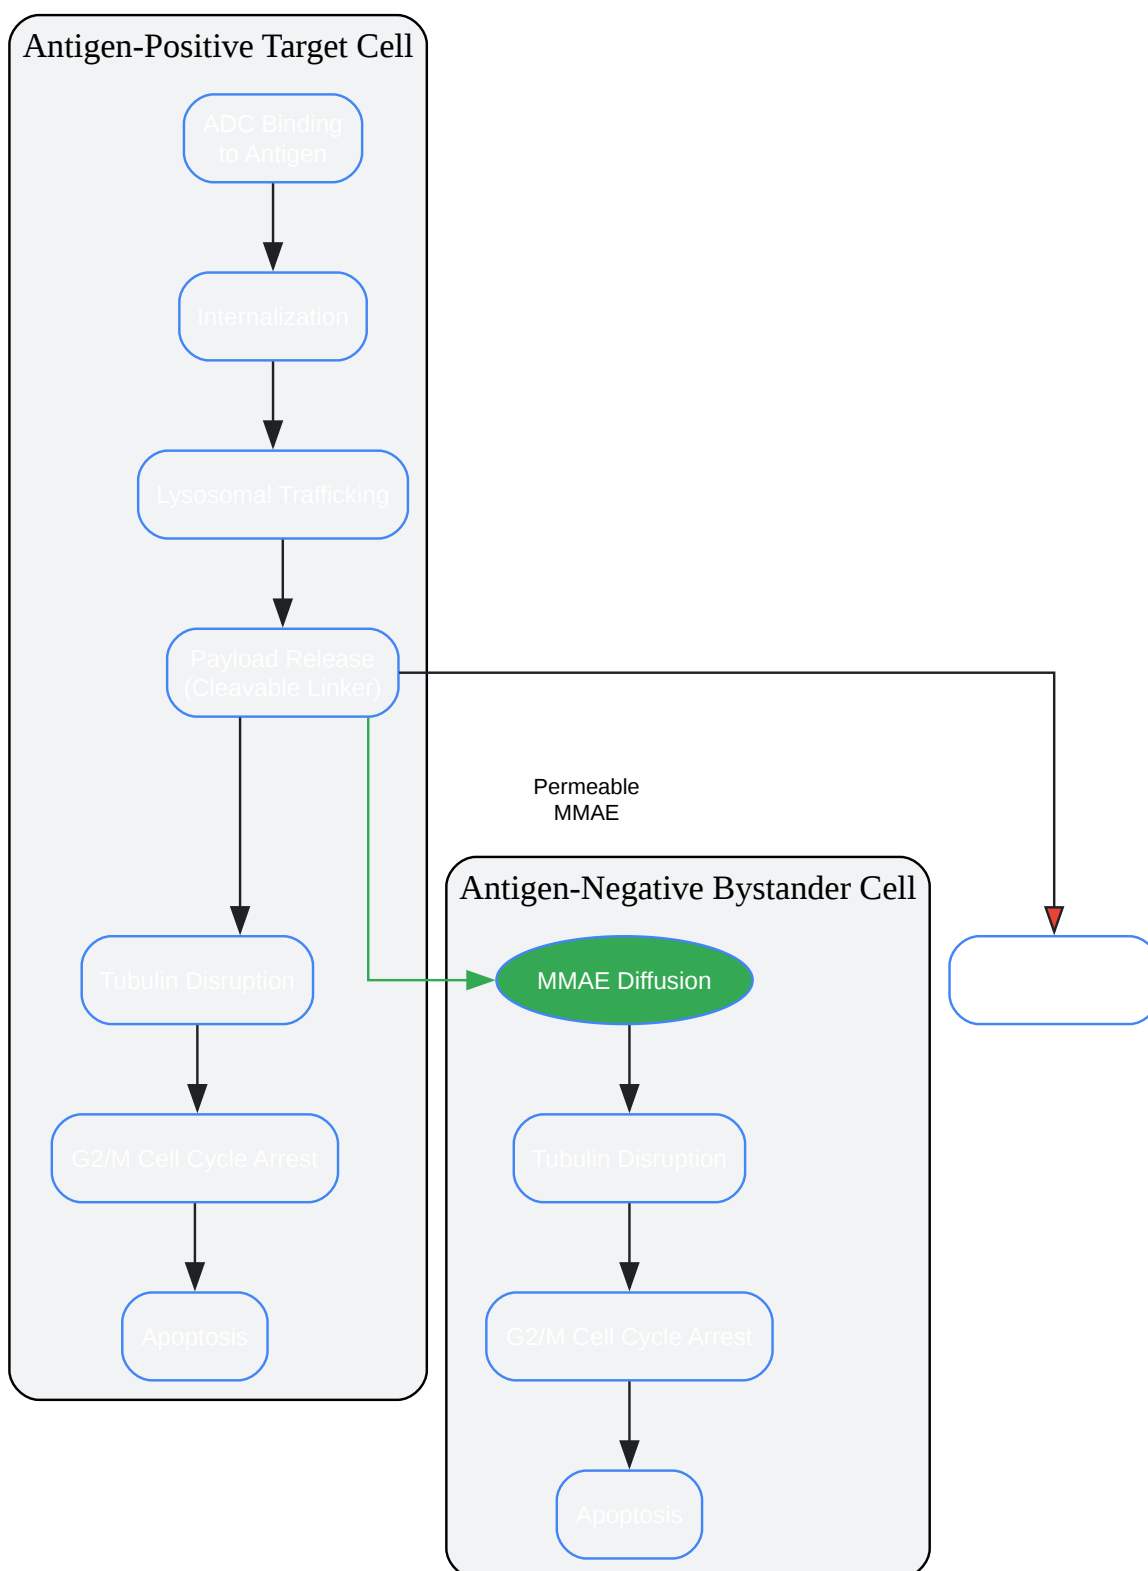 Antigen-Positive Target Cell
ADC Binding
to Antigen
Internalization
Lysosomal Trafficking
Payload Release
(Cleavable Linker)
Permeable
MMAE
Antigen-Negative Bystander Cell
Tubulin Disruption
MMAE Diffusion
G2/M Cell Cycle Arrest
Tubulin Disruption
Apoptosis
G2/M Cell Cycle Arrest
Apoptosis